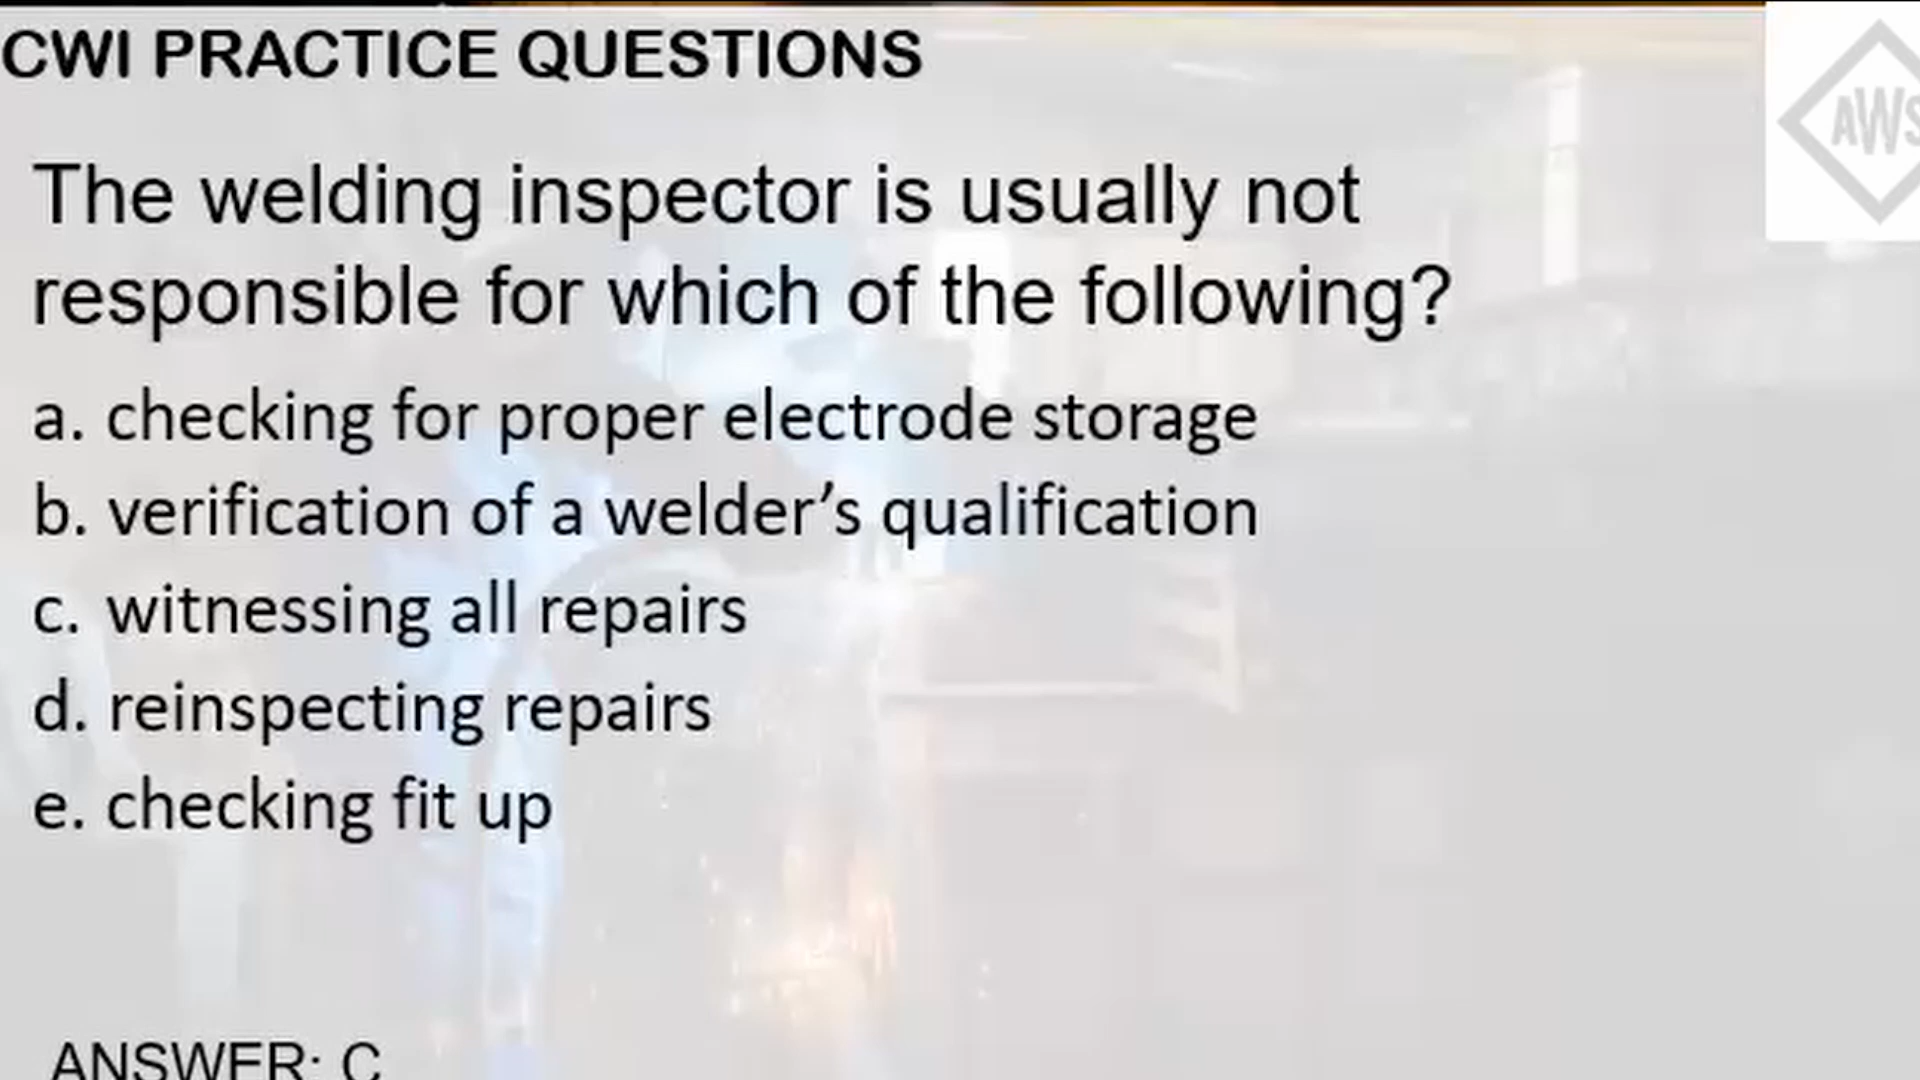 CWI PRACTICE QUESTIONS
AWS
The welding inspector is usually not
responsible for which of the following?
a. checking for proper electrode storage
b. verification of a welder’s qualification
c. witnessing all repairs
d. reinspecting repairs
e. checking fit up
ANSWER: C